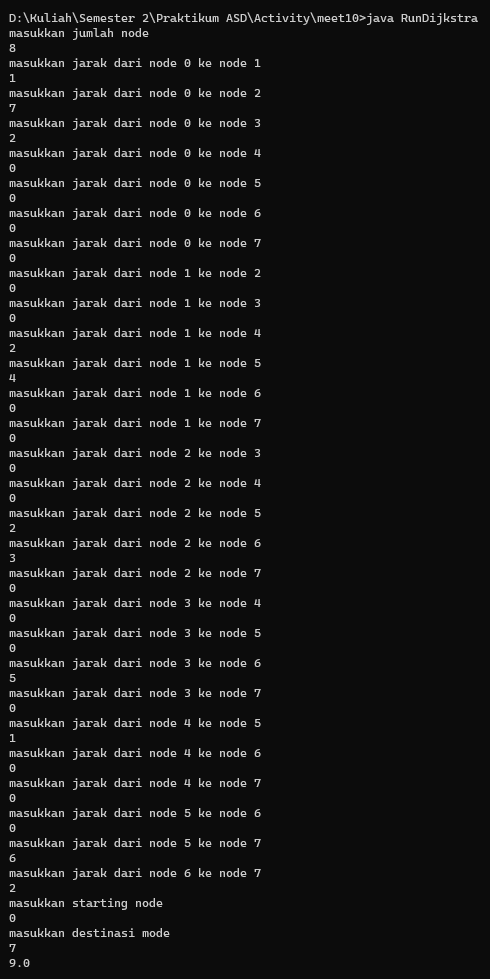 D:\Kuliah\Semester 2\Praktikum ASD\Activity\meet10>java RunDijkstra
masukkan jumlah node
8
masukkan jarak dari node 0 ke node 1
1
masukkan jarak dari node 0 ke node 2
7
masukkan jarak dari node 0 ke node 3
2
masukkan jarak dari node 0 ke node 4
0
masukkan jarak dari node 0 ke node 5
0
masukkan jarak dari node 0 ke node 6
0
masukkan jarak dari node 0 ke node 7
0
masukkan jarak dari node 1 ke node 2
0
masukkan jarak dari node 1 ke node 3
0
masukkan jarak dari node 1 ke node 4
2
masukkan jarak dari node 1 ke node 5
4
masukkan jarak dari node 1 ke node 6
0
masukkan jarak dari node 1 ke node 7
0
masukkan jarak dari node 2 ke node 3
0
masukkan jarak dari node 2 ke node 4
0
masukkan jarak dari node 2 ke node 5
2
masukkan jarak dari node 2 ke node 6
3
masukkan jarak dari node 2 ke node 7
0
masukkan jarak dari node 3 ke node 4
0
masukkan jarak dari node 3 ke node 5
0
masukkan jarak dari node 3 ke node 6
5
masukkan jarak dari node 3 ke node 7
0
masukkan jarak dari node 4 ke node 5
1
masukkan jarak dari node 4 ke node 6
0
masukkan jarak dari node 4 ke node 7
0
masukkan jarak dari node 5 ke node 6
0
masukkan jarak dari node 5 ke node 7
6
masukkan jarak dari node 6 ke node 7
2
masukkan starting node
0
masukkan destinasi mode
7
9.0